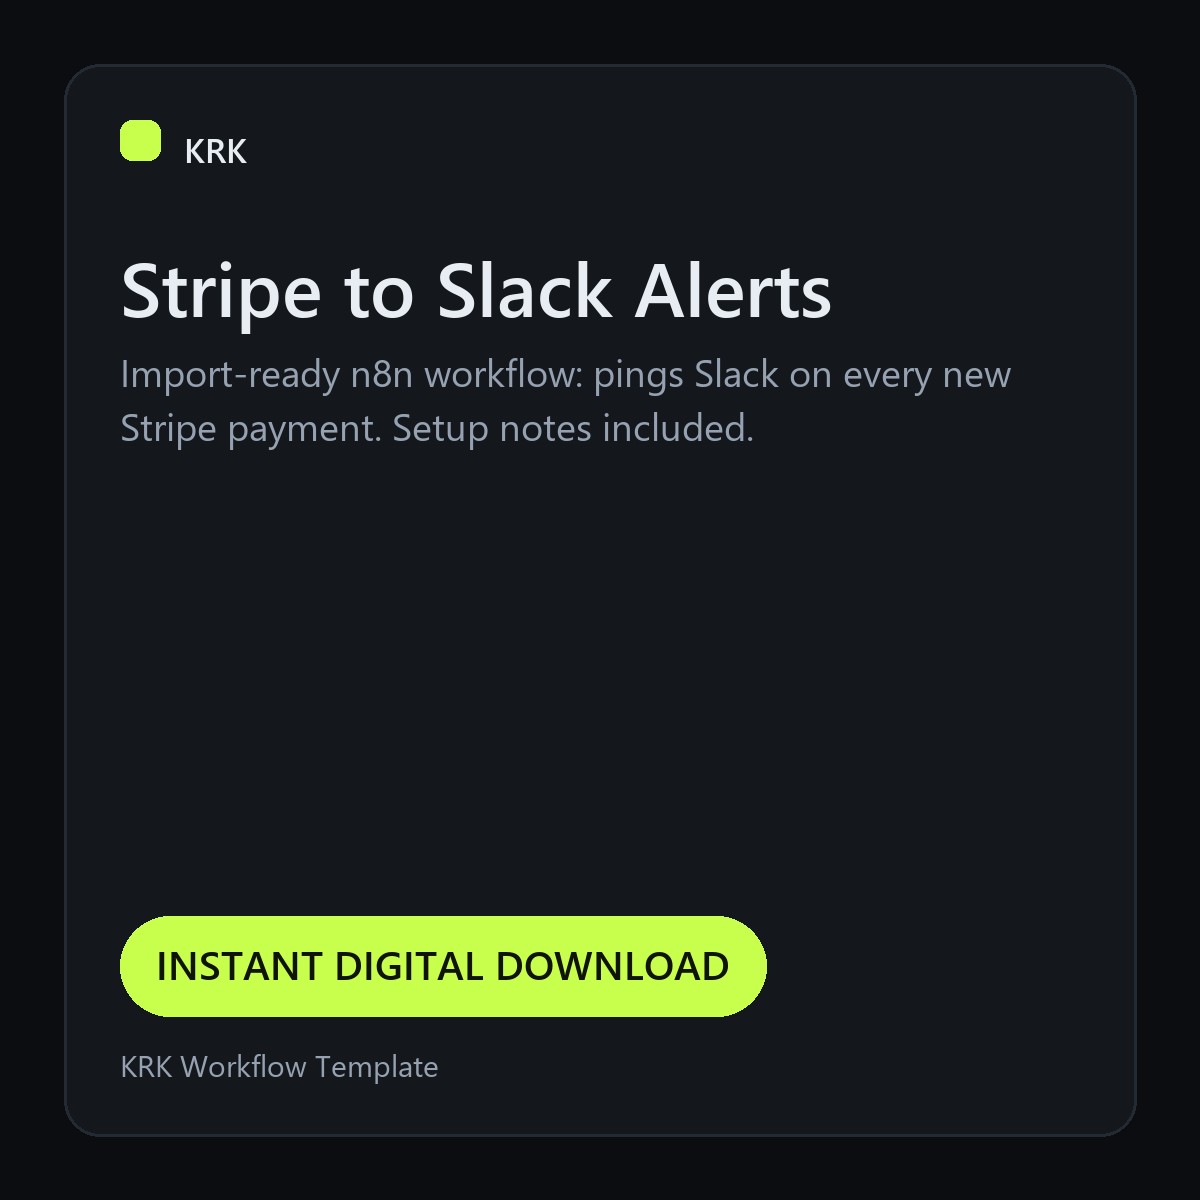 KRK
Stripe to Slack Alerts
Import-ready n8n workflow: pings Slack on every new
Stripe payment. Setup notes included.
INSTANT DIGITAL DOWNLOAD
KRK Workflow Template